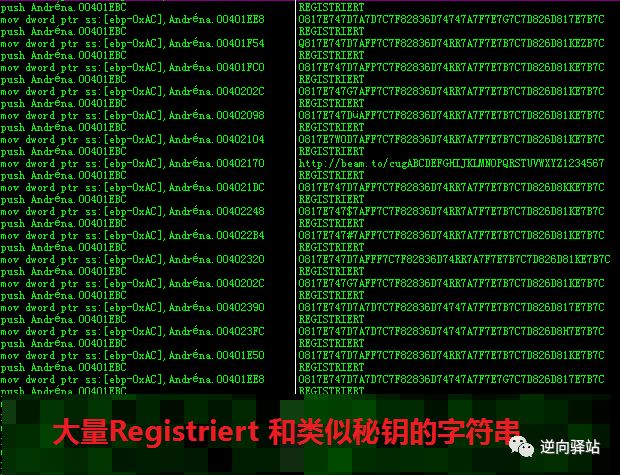 push Andréna.00401EBC REGISTRIERT
mov dword ptr ss:[ebp-0xAC],Andréna.00401EE8 0817E747D7A7D7C7F82836D74747A7F7E7G7C7D826D817E7B7C
push Andréna.00401EBC REGISTRIERT
mov dword ptr ss:[ebp-0xAC],Andréna.00401F54 Q817E747D7AFF7C7F82836D74RR7A7F7E7B7C7D826D81KEZB7C
push Andréna.00401EBC REGISTRIERT
mov dword ptr ss:[ebp-0xAC],Andréna.00401FC0 0817E747D7AFF7C7F82836D74RR7A7F7E7B7C7D826D81KE7B7C
push Andréna.00401EBC REGISTRIERT
mov dword ptr ss:[ebp-0xAC],Andréna.0040202C 0817E747G7AFF7C7F82836D74RR7A7F7E7B7C7D826D81KE7B7C
push Andréna.00401EBC REGISTRIERT
mov dword ptr ss:[ebp-0xAC],Andréna.00402098 0817E747DüAFF7C7F82836D74RR7A7F7E7B7C7D826D81KE7B7C
push Andréna.00401EBC REGISTRIERT
mov dword ptr ss:[ebp-0xAC],Andréna.00402104 0817E7WOD7AFF7C7F82836D74RR7A7F7E7B7C7D826D81KE7B7C
push Andréna.00401EBC REGISTRIERT
mov dword ptr ss:[ebp-0xAC],Andréna.00402170 http://beam.to/cugABCDEFGHIJKLMNOPQRSTUVWXYZ1234567
push Andréna.00401EBC REGISTRIERT
mov dword ptr ss:[ebp-0xAC],Andréna.004021DC 0817E747D7AFF7C7F82836D74RR7A7F7E7B7C7D826D8KKE7B7C
push Andréna.00401EBC REGISTRIERT
mov dword ptr ss:[ebp-0xAC],Andréna.00402248 0817E747$7AFF7C7F82836D74RR7A7F7E7B7C7D826D81KE7B7C
push Andréna.00401EBC REGISTRIERT
mov dword ptr ss:[ebp-0xAC],Andréna.004022B4 0817E747#7AFF7C7F82836D74RR7A7F7E7B7C7D826D81KE7B7C
push Andréna.00401EBC REGISTRIERT
mov dword ptr ss:[ebp-0xAC],Andréna.00402320 0817E747D7AFFF7C7F82836D74RR7A7F7E7B7C7D826D81KE7B7C
push Andréna.00401EBC REGISTRIERT
mov dword ptr ss:[ebp-0xAC],Andréna.0040202C 0817E747G7AFF7C7F82836D74RR7A7F7E7B7C7D826D81KE7B7C
push Andréna.00401EBC REGISTRIERT
mov dword ptr ss:[ebp-0xAC],Andréna.00402390 0817E747D7A7D7C7F82836D74747A7F7E7B7C7D826D817E7B7C
push Andréna.00401EBC REGISTRIERT
mov dword ptr ss:[ebp-0xAC],Andréna.004023FC 0817E747D7A7D7C7F82836D74747A7F7E7B7C7D826D8H7E7B7C
push Andréna.00401EBC REGISTRIERT
mov dword ptr ss:[ebp-0xAC],Andréna.00401E50 0817E747D7AFF7C7F82836D74RR7A7F7E7B7C7D826D81KE7B7C
push Andréna.00401EBC REGISTRIERT
mov dword ptr ss:[ebp-0xAC],Andréna.00401EE8 0817E747D7A7D7C7F82836D74747A7F7E7G7C7D826D817E7B7C
push Andréna.00401EBC REGISTRIERT
大量Registriert 和类似秘钥的字符串
逆向驿站